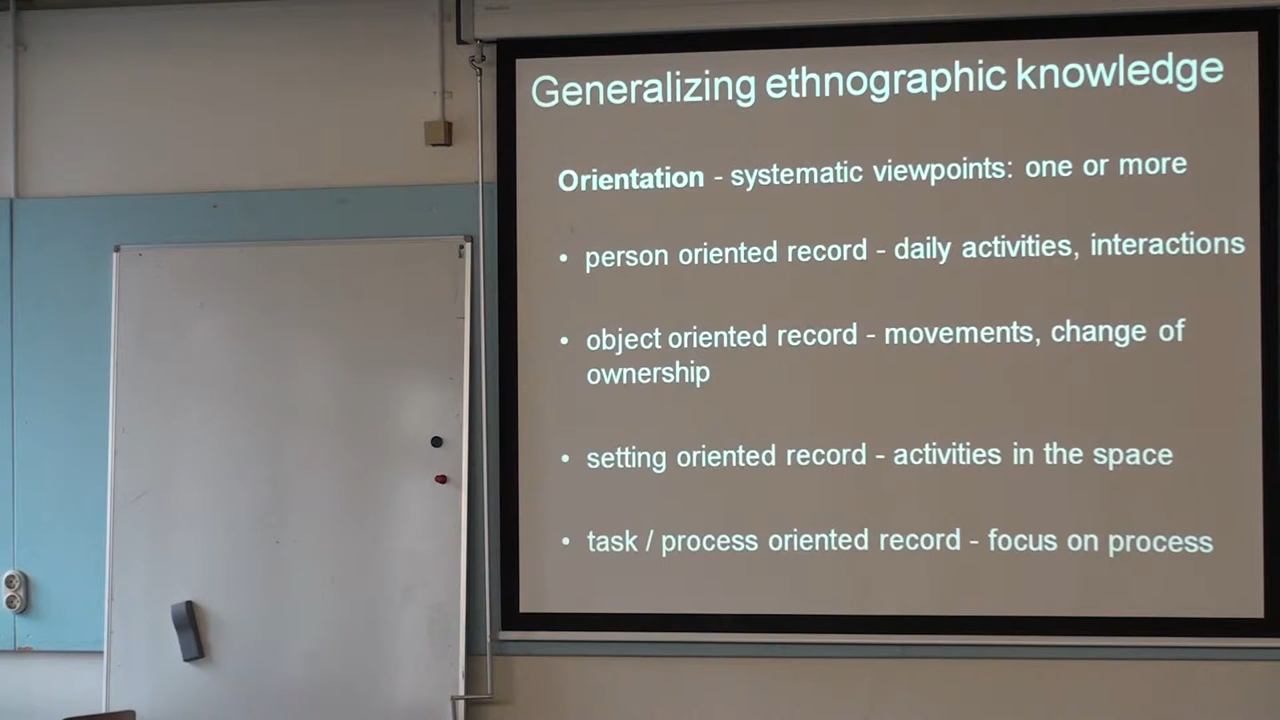 Generalizing ethnographic knowledge
Orientation - systematic viewpoints: one or more
• person oriented record - daily activities, interactions
• object oriented record - movements, change of
ownership
• setting oriented record - activities in the space
• task / process oriented record - focus on process